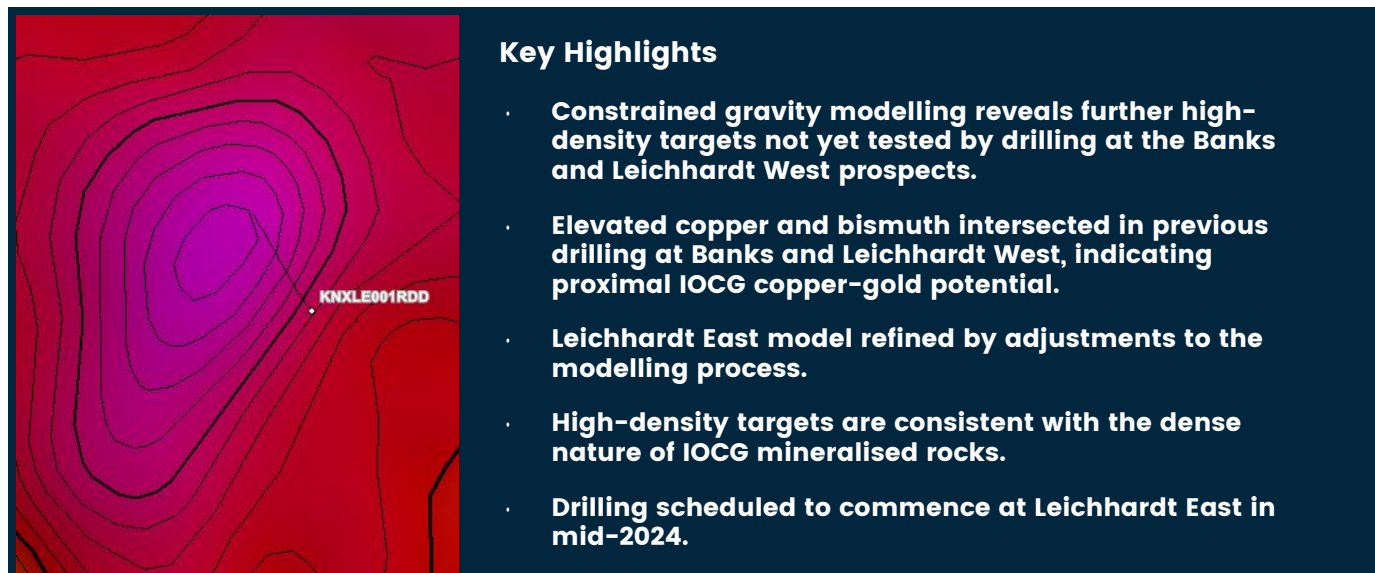 KNXLE001RDD
Key Highlights
Constrained gravity modelling reveals further high-
density targets not yet tested by drilling at the Banks
and Leichhardt West prospects.
Elevated copper and bismuth intersected in previous
drilling at Banks and Leichhardt West, indicating
proximal IOCG copper-gold potential.
Leichhardt East model refined by adjustments to the
modelling process.
High-density targets are consistent with the dense
nature of IOCG mineralised rocks.
Drilling scheduled to commence at Leichhardt East in
mid-2024.